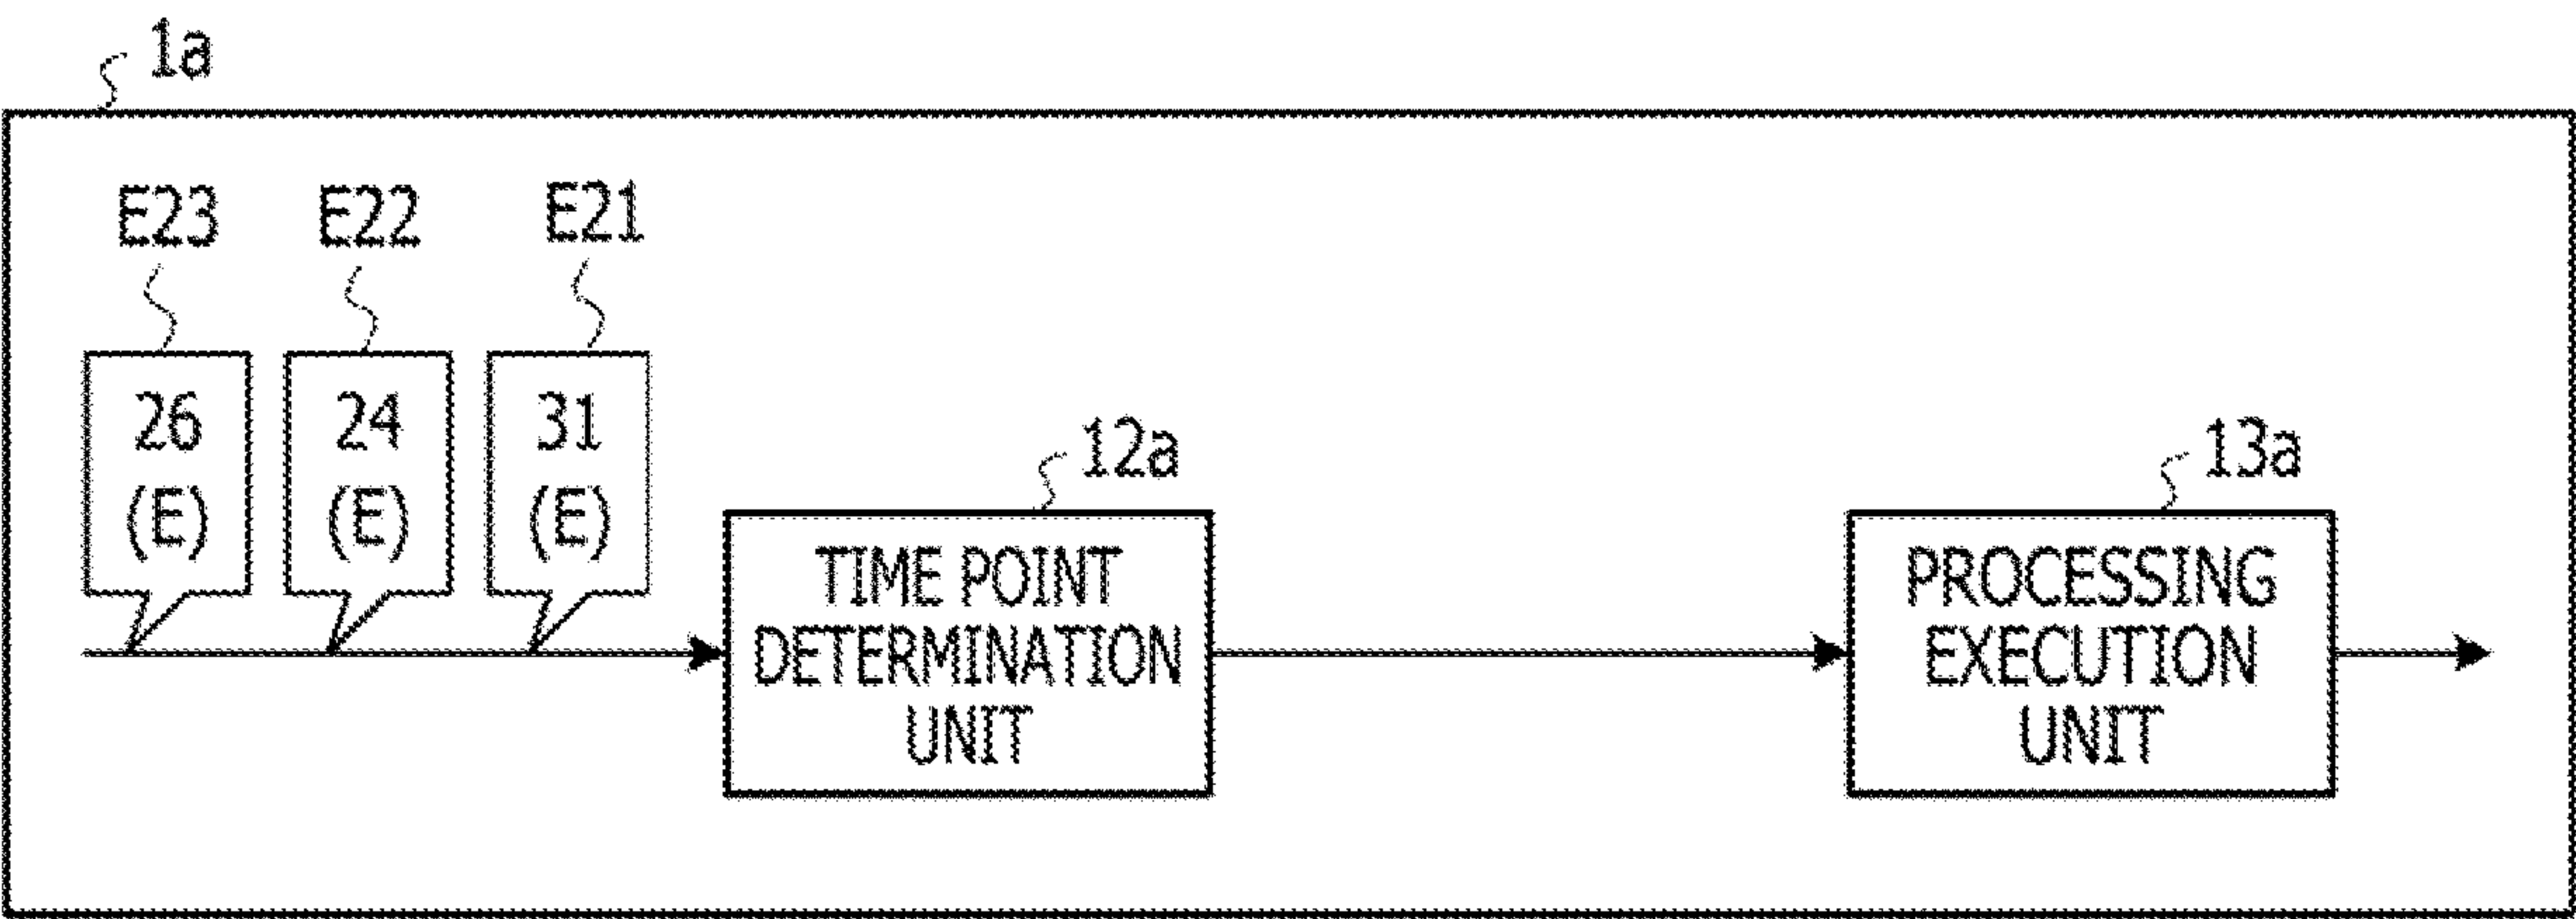 1a
E23
E22
E21
26
(E)
24
(E)
31
(E)
12a
TIME POINT
DETERMINATION
UNIT
13a
PROCESSING
EXECUTION
UNIT